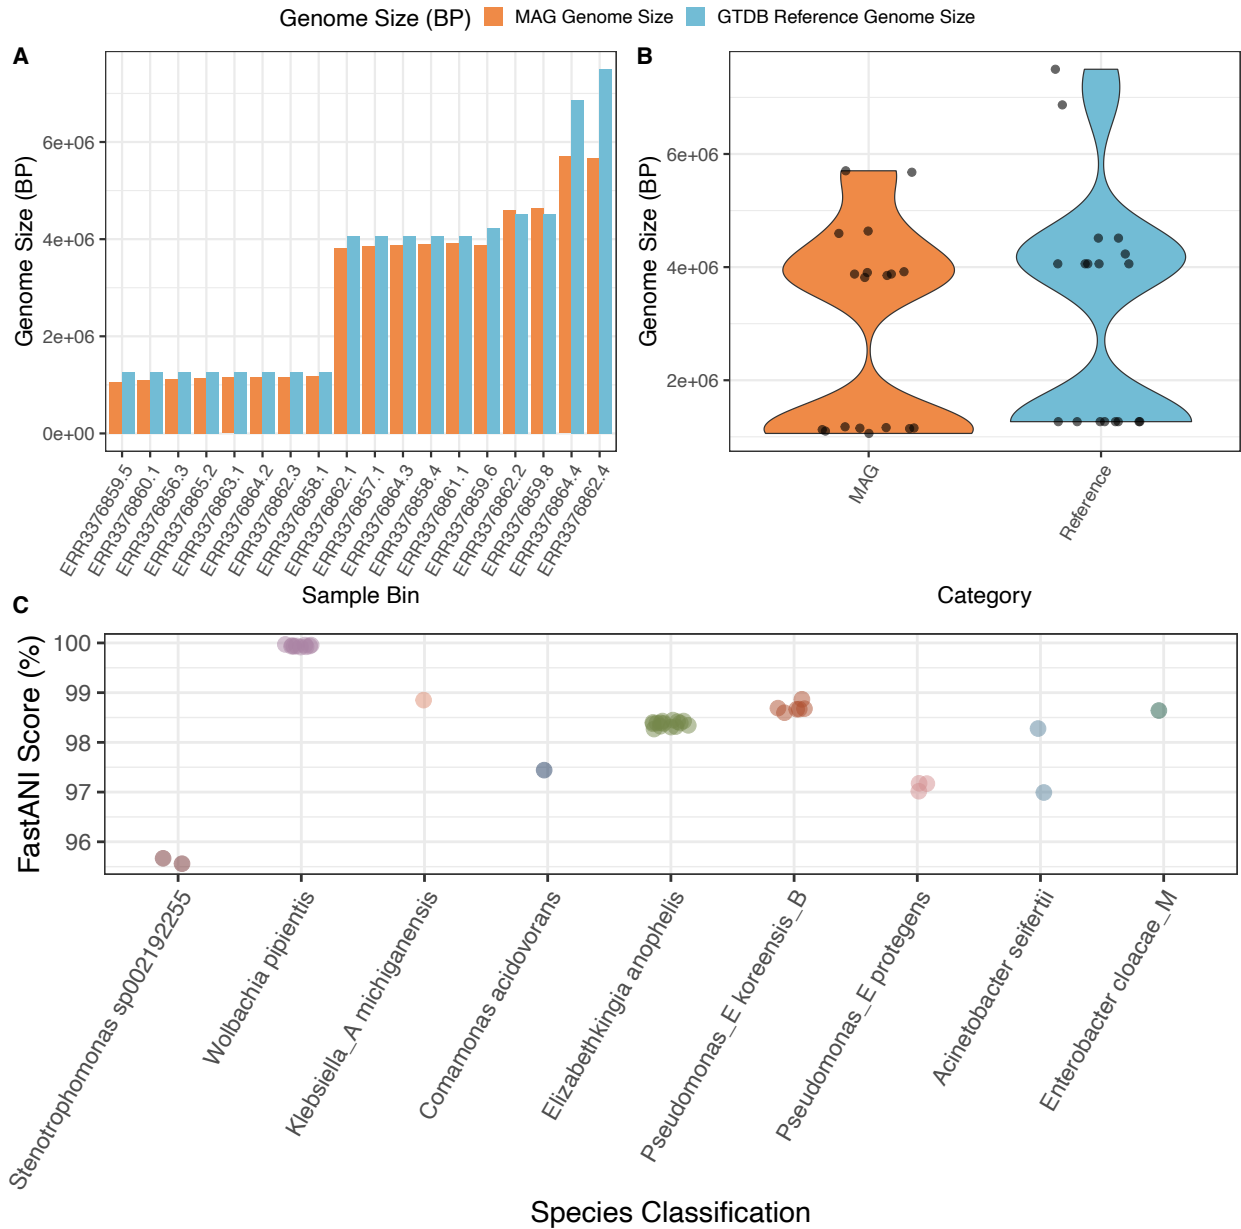 Genome Size (BP) MAG Genome Size GTDB Reference Genome Size
A
Genome Size (BP)
6e+06
4e+06
2e+06
0e+00
ERR3376859.5
ERR3376860.1
ERR3376856.3
ERR3376865.2
ERR3376863.1
ERR3376864.2
ERR3376862.3
ERR3376858.1
ERR3376862.1
ERR3376857.1
ERR3376864.3
ERR3376858.4
ERR3376861.1
ERR3376859.6
ERR3376862.2
ERR3376859.8
ERR3376864.4
ERR3376862.4
Sample Bin
B
Genome Size (BP)
6e+06
4e+06
2e+06
MAG
Reference
Category
C
FastANI Score (%)
100
99
98
97
96
Stenotrophomonas sp002192255
Wolbachia pipientis
Klebsiella_A michiganensis
Comamonas acidovorans
Elizabethkingia anophelis
Pseudomonas_E koreensis_B
Pseudomonas_E protegens
Acinetobacter seifertii
Enterobacter cloacae_M
Species Classification